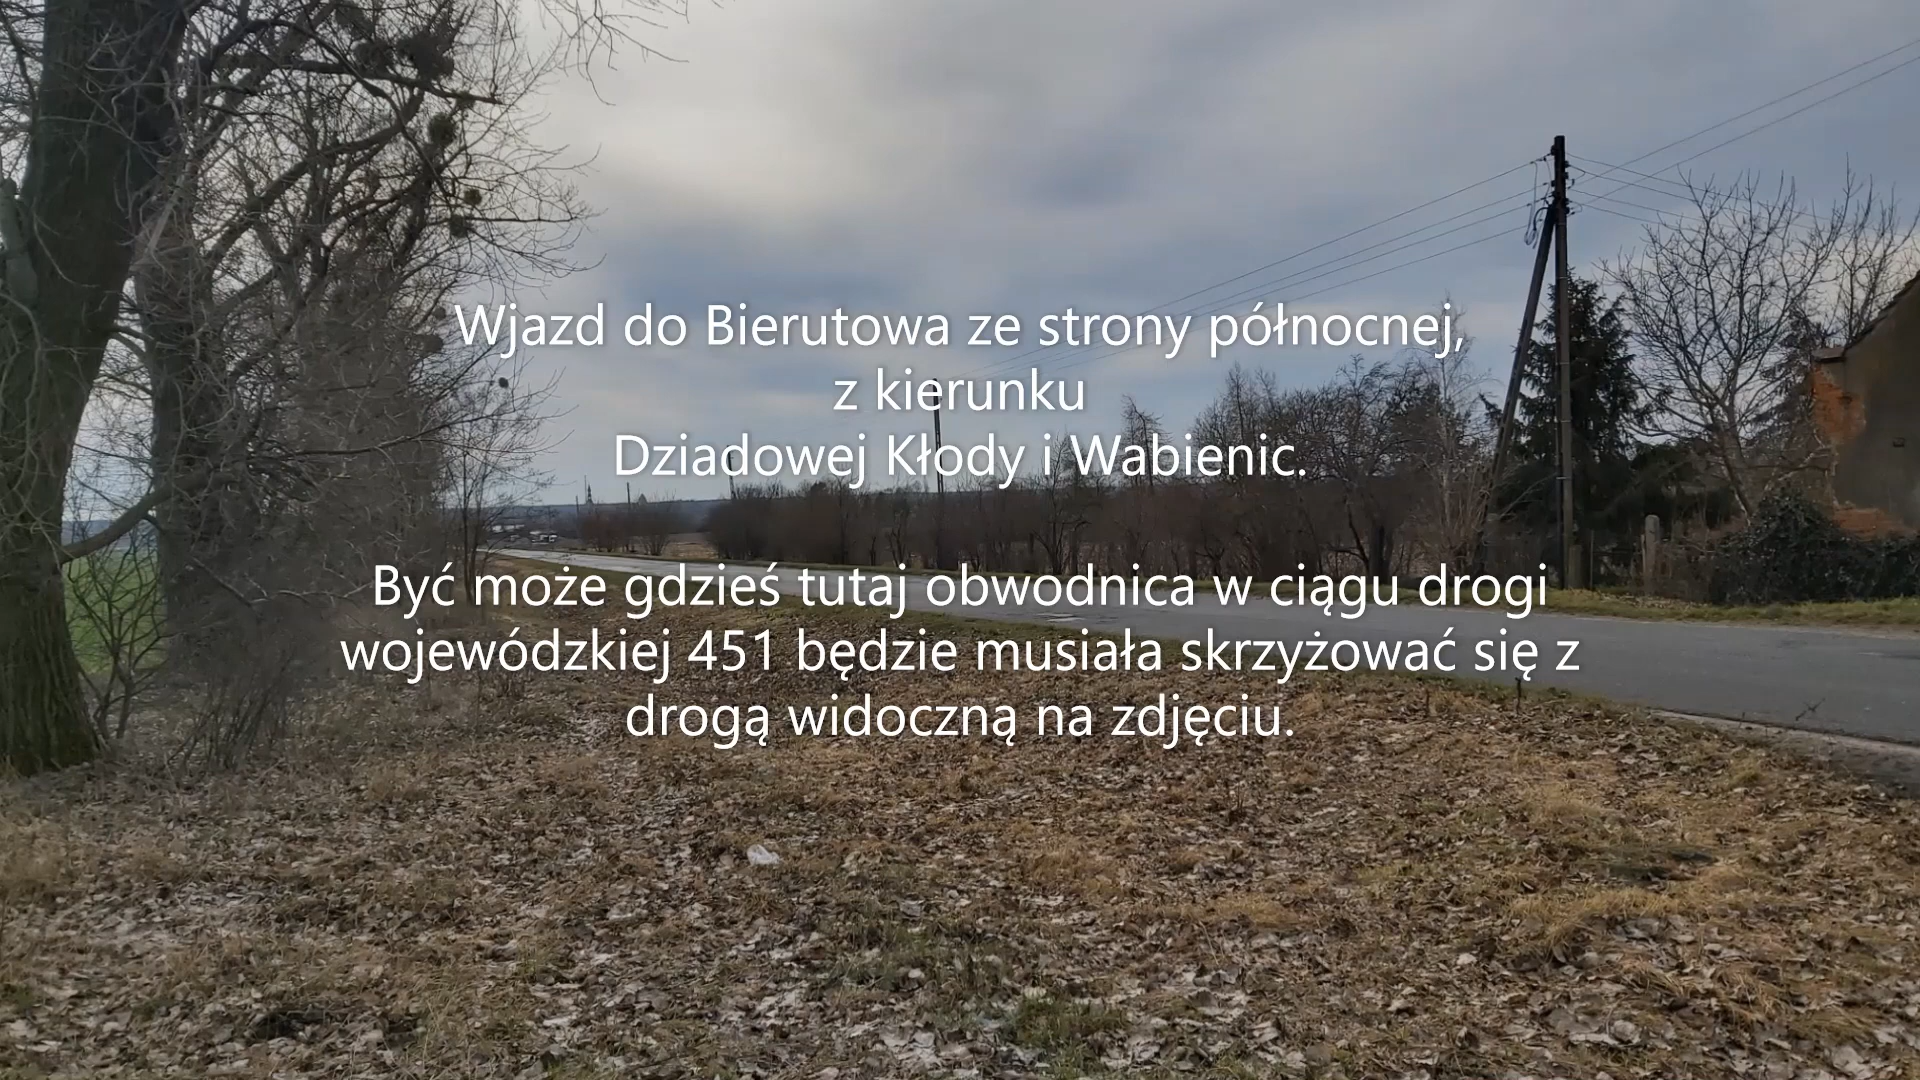 Wjazd do Bierutowa ze strony północnej,
z kierunku
Dziadowej Kłody i Wabienic.
Być może gdzieś tutaj obwodnica w ciągu drogi
wojewódzkiej 451 będzie musiała skrzyżować się z
drogą widoczną na zdjęciu.